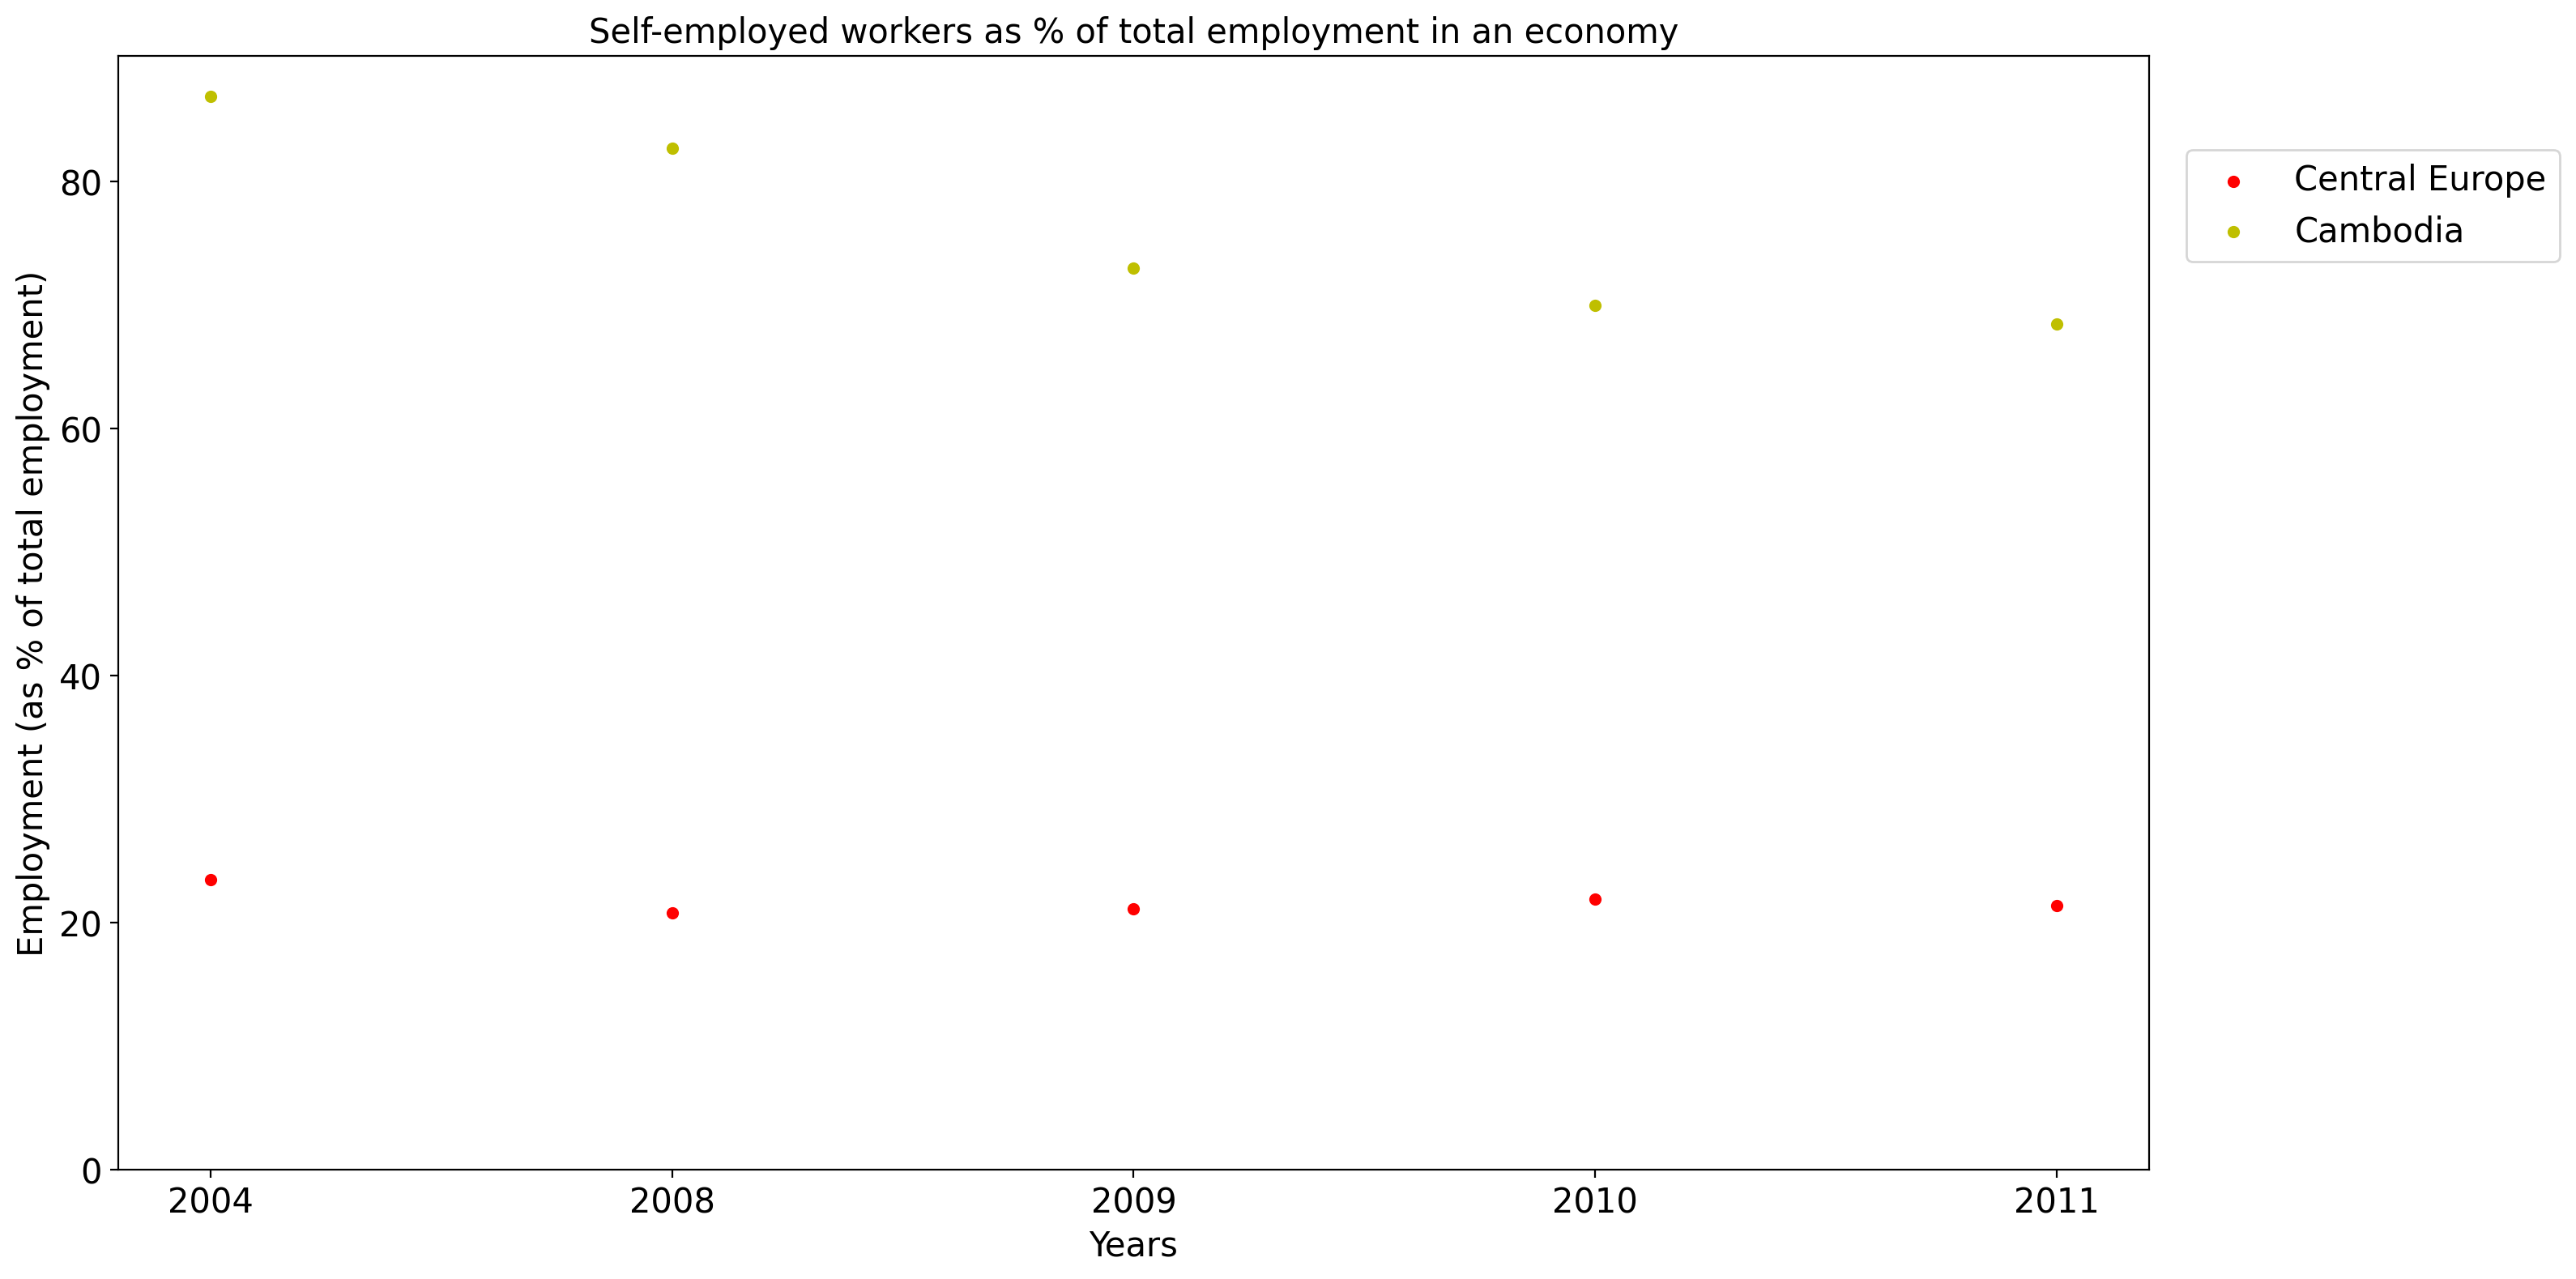 Self-employed workers as % of total employment in an economy
Employment (as % of total employment)
80
60
40
20
0
2004 2008 2009 2010 2011
Years
Central Europe
Cambodia